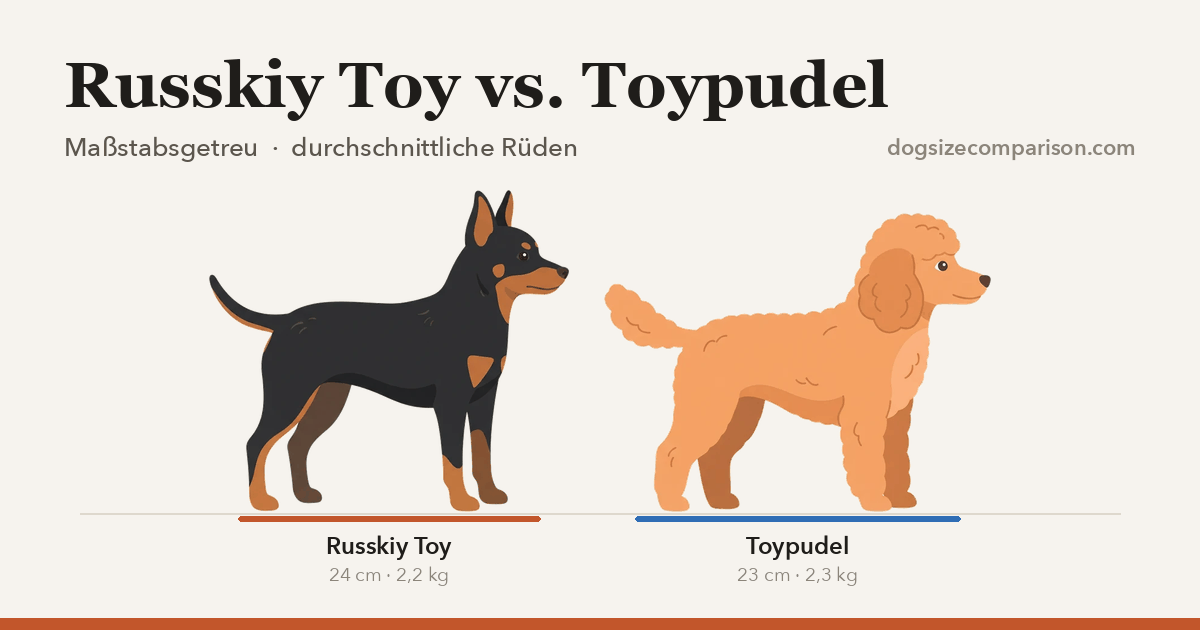 Russkiy Toy vs. Toypudel
Maßstabsgetreu · durchschnittliche Rüden
dogsizecomparison.com
Russkiy Toy
24 cm · 2,2 kg
Toypudel
23 cm · 2,3 kg